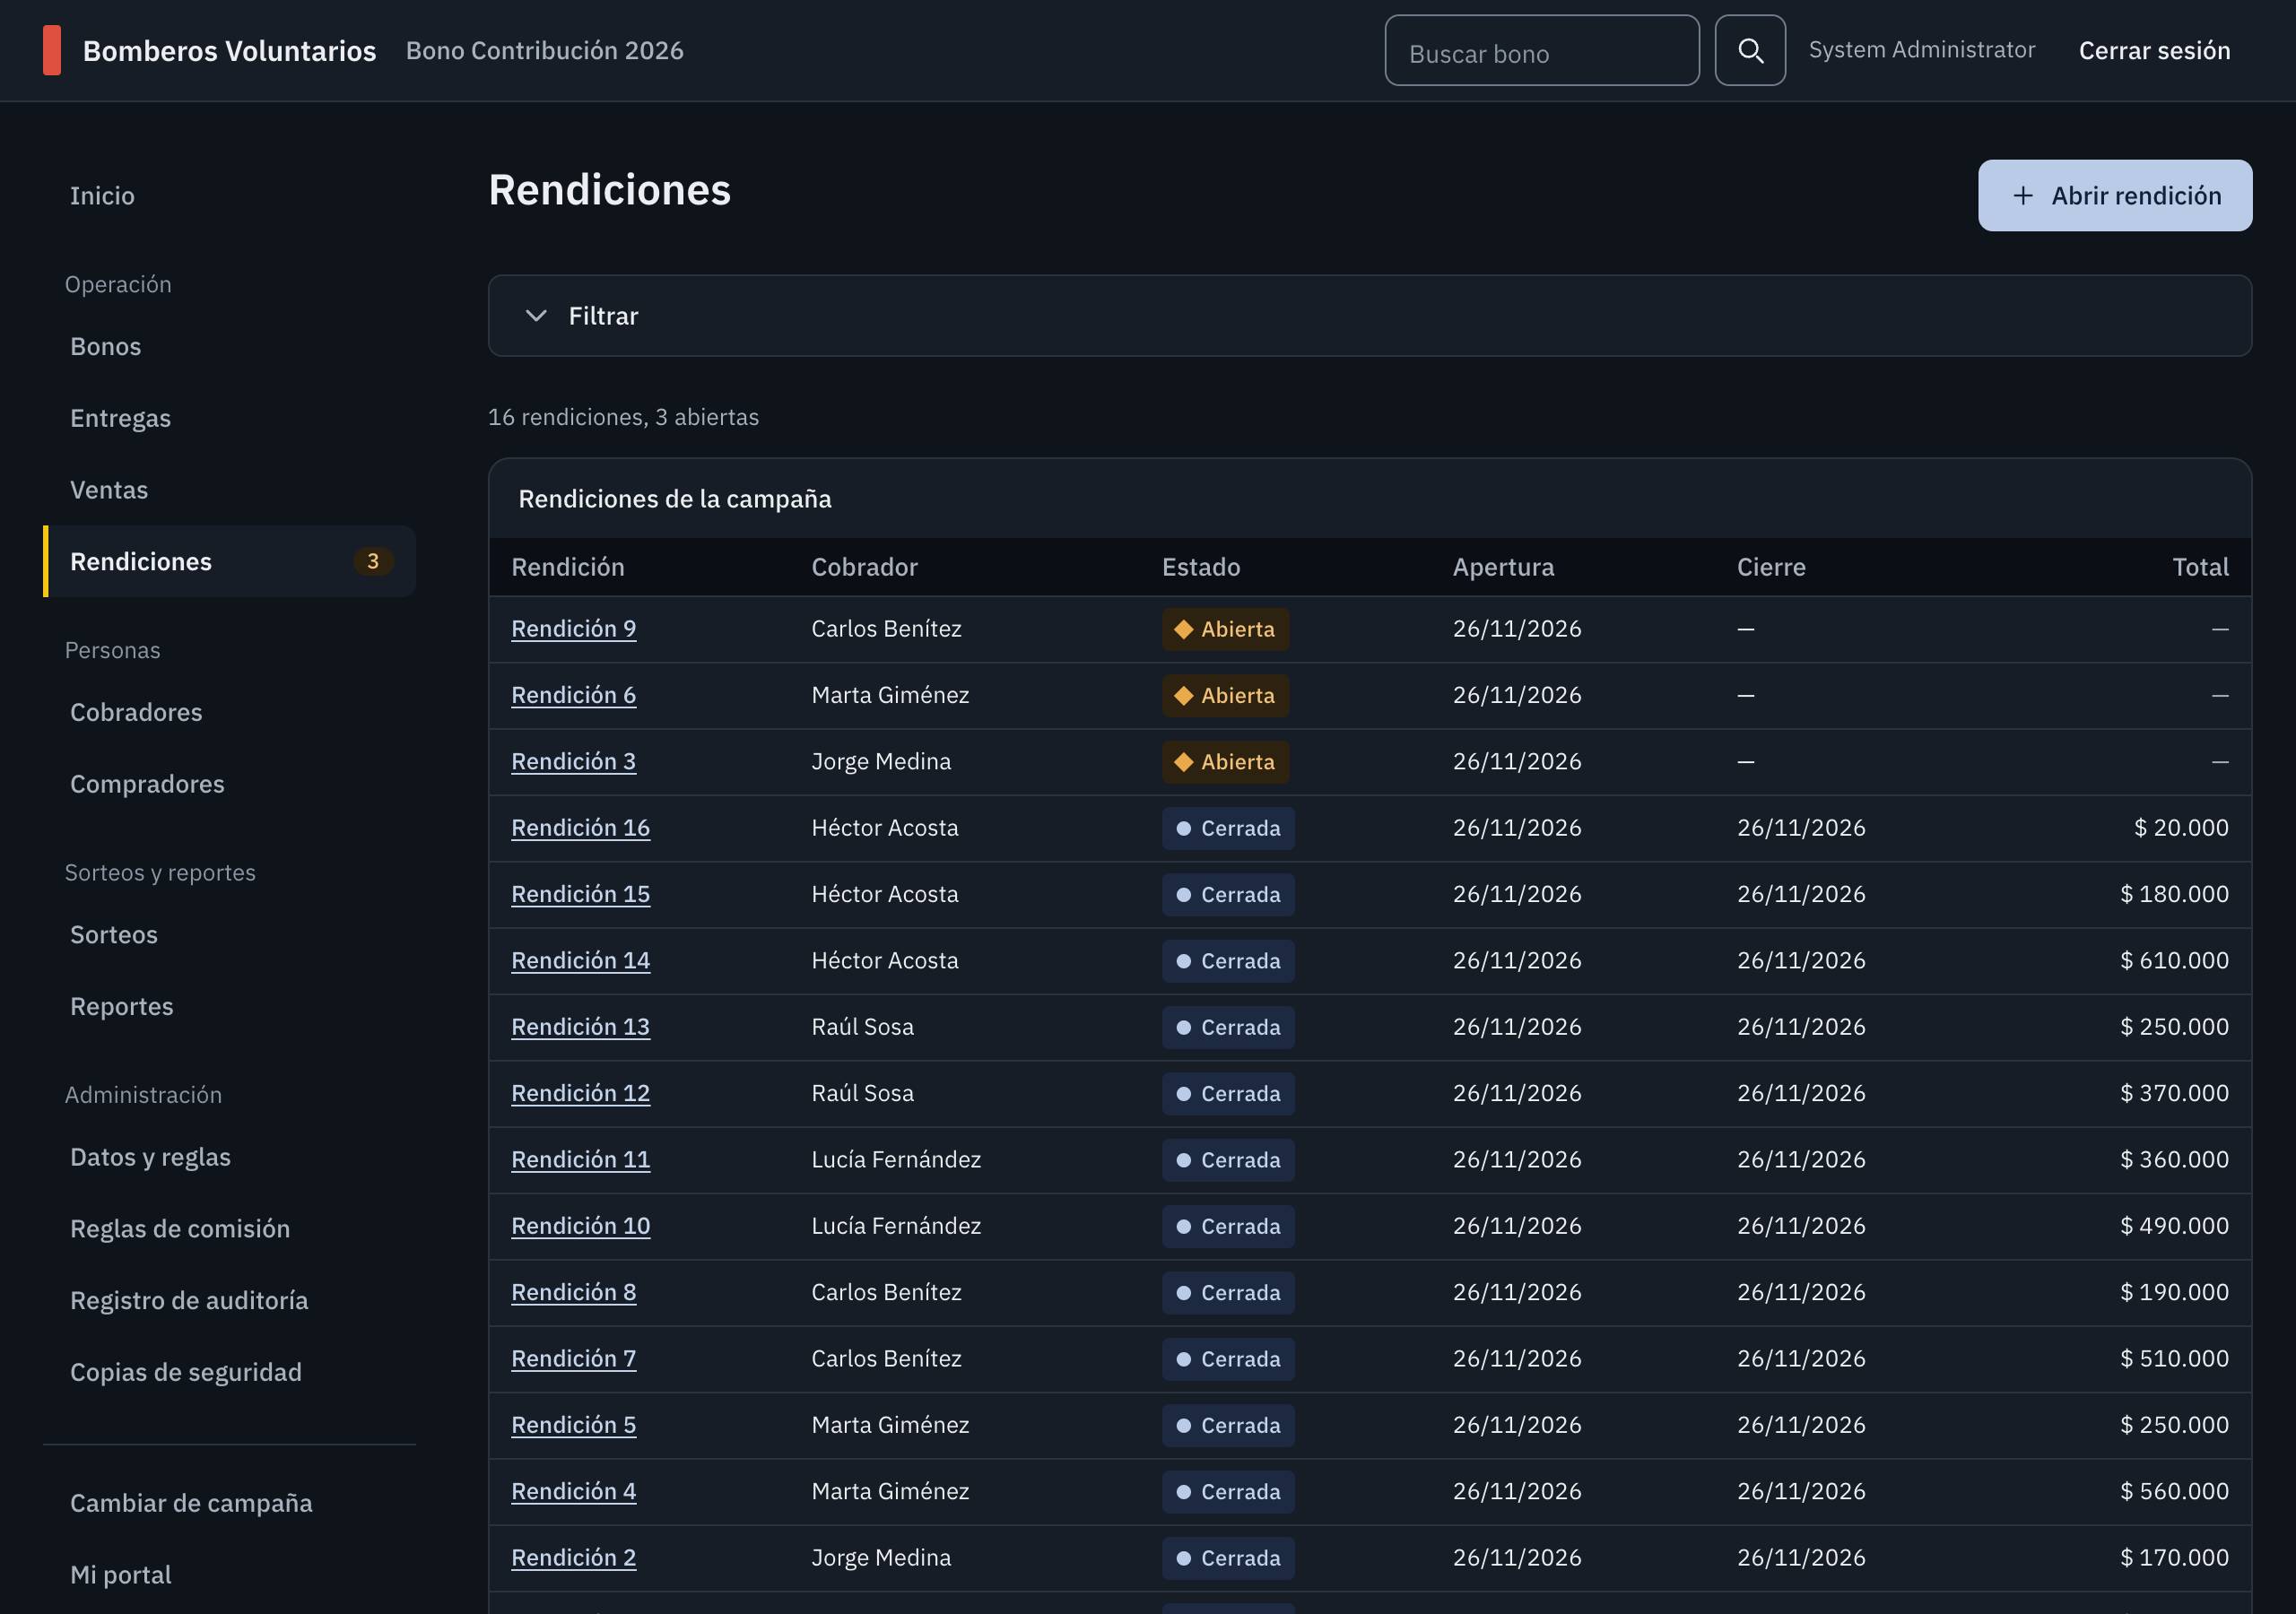 Bomberos Voluntarios Bono Contribución 2026 Buscar bono System Administrator Cerrar sesión
Inicio
Operación
Bonos
Entregas
Ventas
Rendiciones 3
Personas
Cobradores
Compradores
Sorteos y reportes
Sorteos
Reportes
Administración
Datos y reglas
Reglas de comisión
Registro de auditoría
Copias de seguridad
Cambiar de campaña
Mi portal
Rendiciones
+ Abrir rendición
Filtrar
16 rendiciones, 3 abiertas
Rendiciones de la campaña
Rendición Cobrador Estado Apertura Cierre Total
Rendición 9 Carlos Benítez Abierta 26/11/2026 — —
Rendición 6 Marta Giménez Abierta 26/11/2026 — —
Rendición 3 Jorge Medina Abierta 26/11/2026 — —
Rendición 16 Héctor Acosta Cerrada 26/11/2026 26/11/2026 $ 20.000
Rendición 15 Héctor Acosta Cerrada 26/11/2026 26/11/2026 $ 180.000
Rendición 14 Héctor Acosta Cerrada 26/11/2026 26/11/2026 $ 610.000
Rendición 13 Raúl Sosa Cerrada 26/11/2026 26/11/2026 $ 250.000
Rendición 12 Raúl Sosa Cerrada 26/11/2026 26/11/2026 $ 370.000
Rendición 11 Lucía Fernández Cerrada 26/11/2026 26/11/2026 $ 360.000
Rendición 10 Lucía Fernández Cerrada 26/11/2026 26/11/2026 $ 490.000
Rendición 8 Carlos Benítez Cerrada 26/11/2026 26/11/2026 $ 190.000
Rendición 7 Carlos Benítez Cerrada 26/11/2026 26/11/2026 $ 510.000
Rendición 5 Marta Giménez Cerrada 26/11/2026 26/11/2026 $ 250.000
Rendición 4 Marta Giménez Cerrada 26/11/2026 26/11/2026 $ 560.000
Rendición 2 Jorge Medina Cerrada 26/11/2026 26/11/2026 $ 170.000